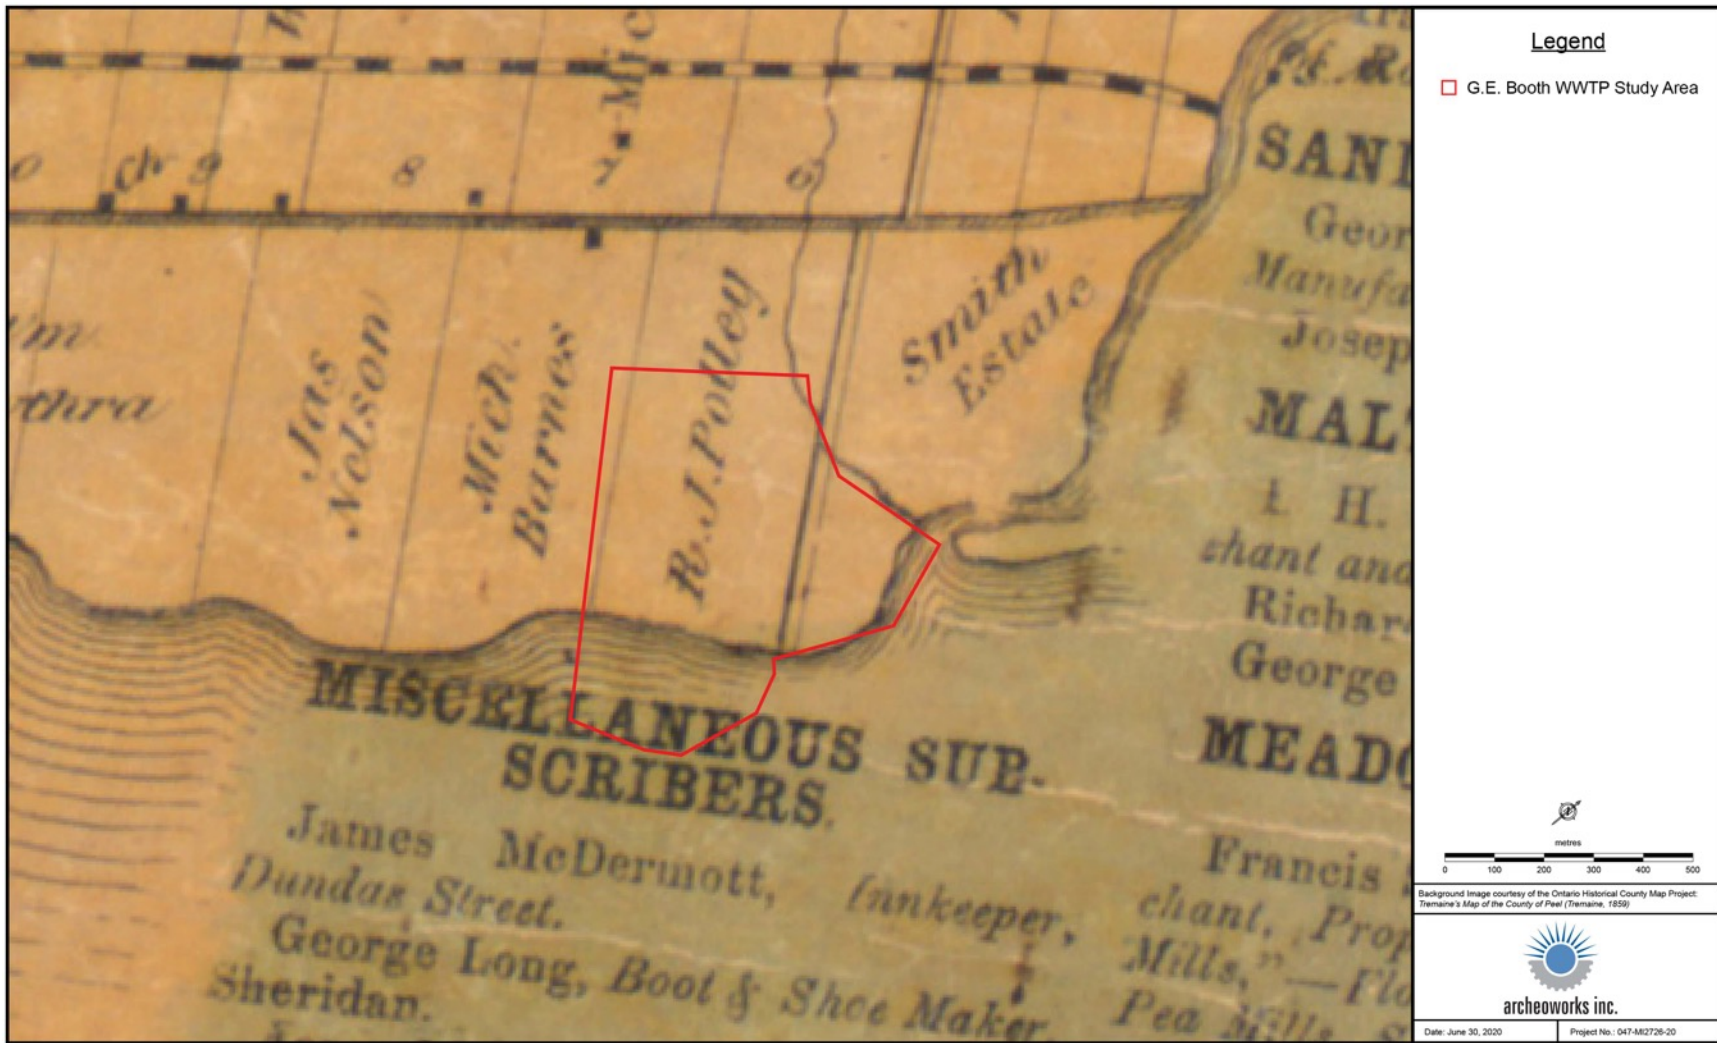 Legend
G.E. Booth WWTP Study Area
Ch
9
8
7
6
Smith
Estate
R.J. Polley
Mich.
Barnes
Jas
Nelson
SAN
Geor
Manufa
Josep
MAL
H.
chant and
Richar
George
MEADO
MISCELLANEOUS SUB-
SCRIBERS.
James McDermott, Innkeeper,
Dundas Street.
George Long, Boot & Shoe Maker,
Sheridan.
Francis
chant, Prop
Mills,"—Flo
Pea Mills
metres
0 100 200 300 400 500
Background Image courtesy of the Ontario Historical County Map Project:
Tremaine's Map of the County of Peel (Tremaine, 1859)
archeoworks inc.
Date: June 30, 2020
Project No.: 047-MI2726-20